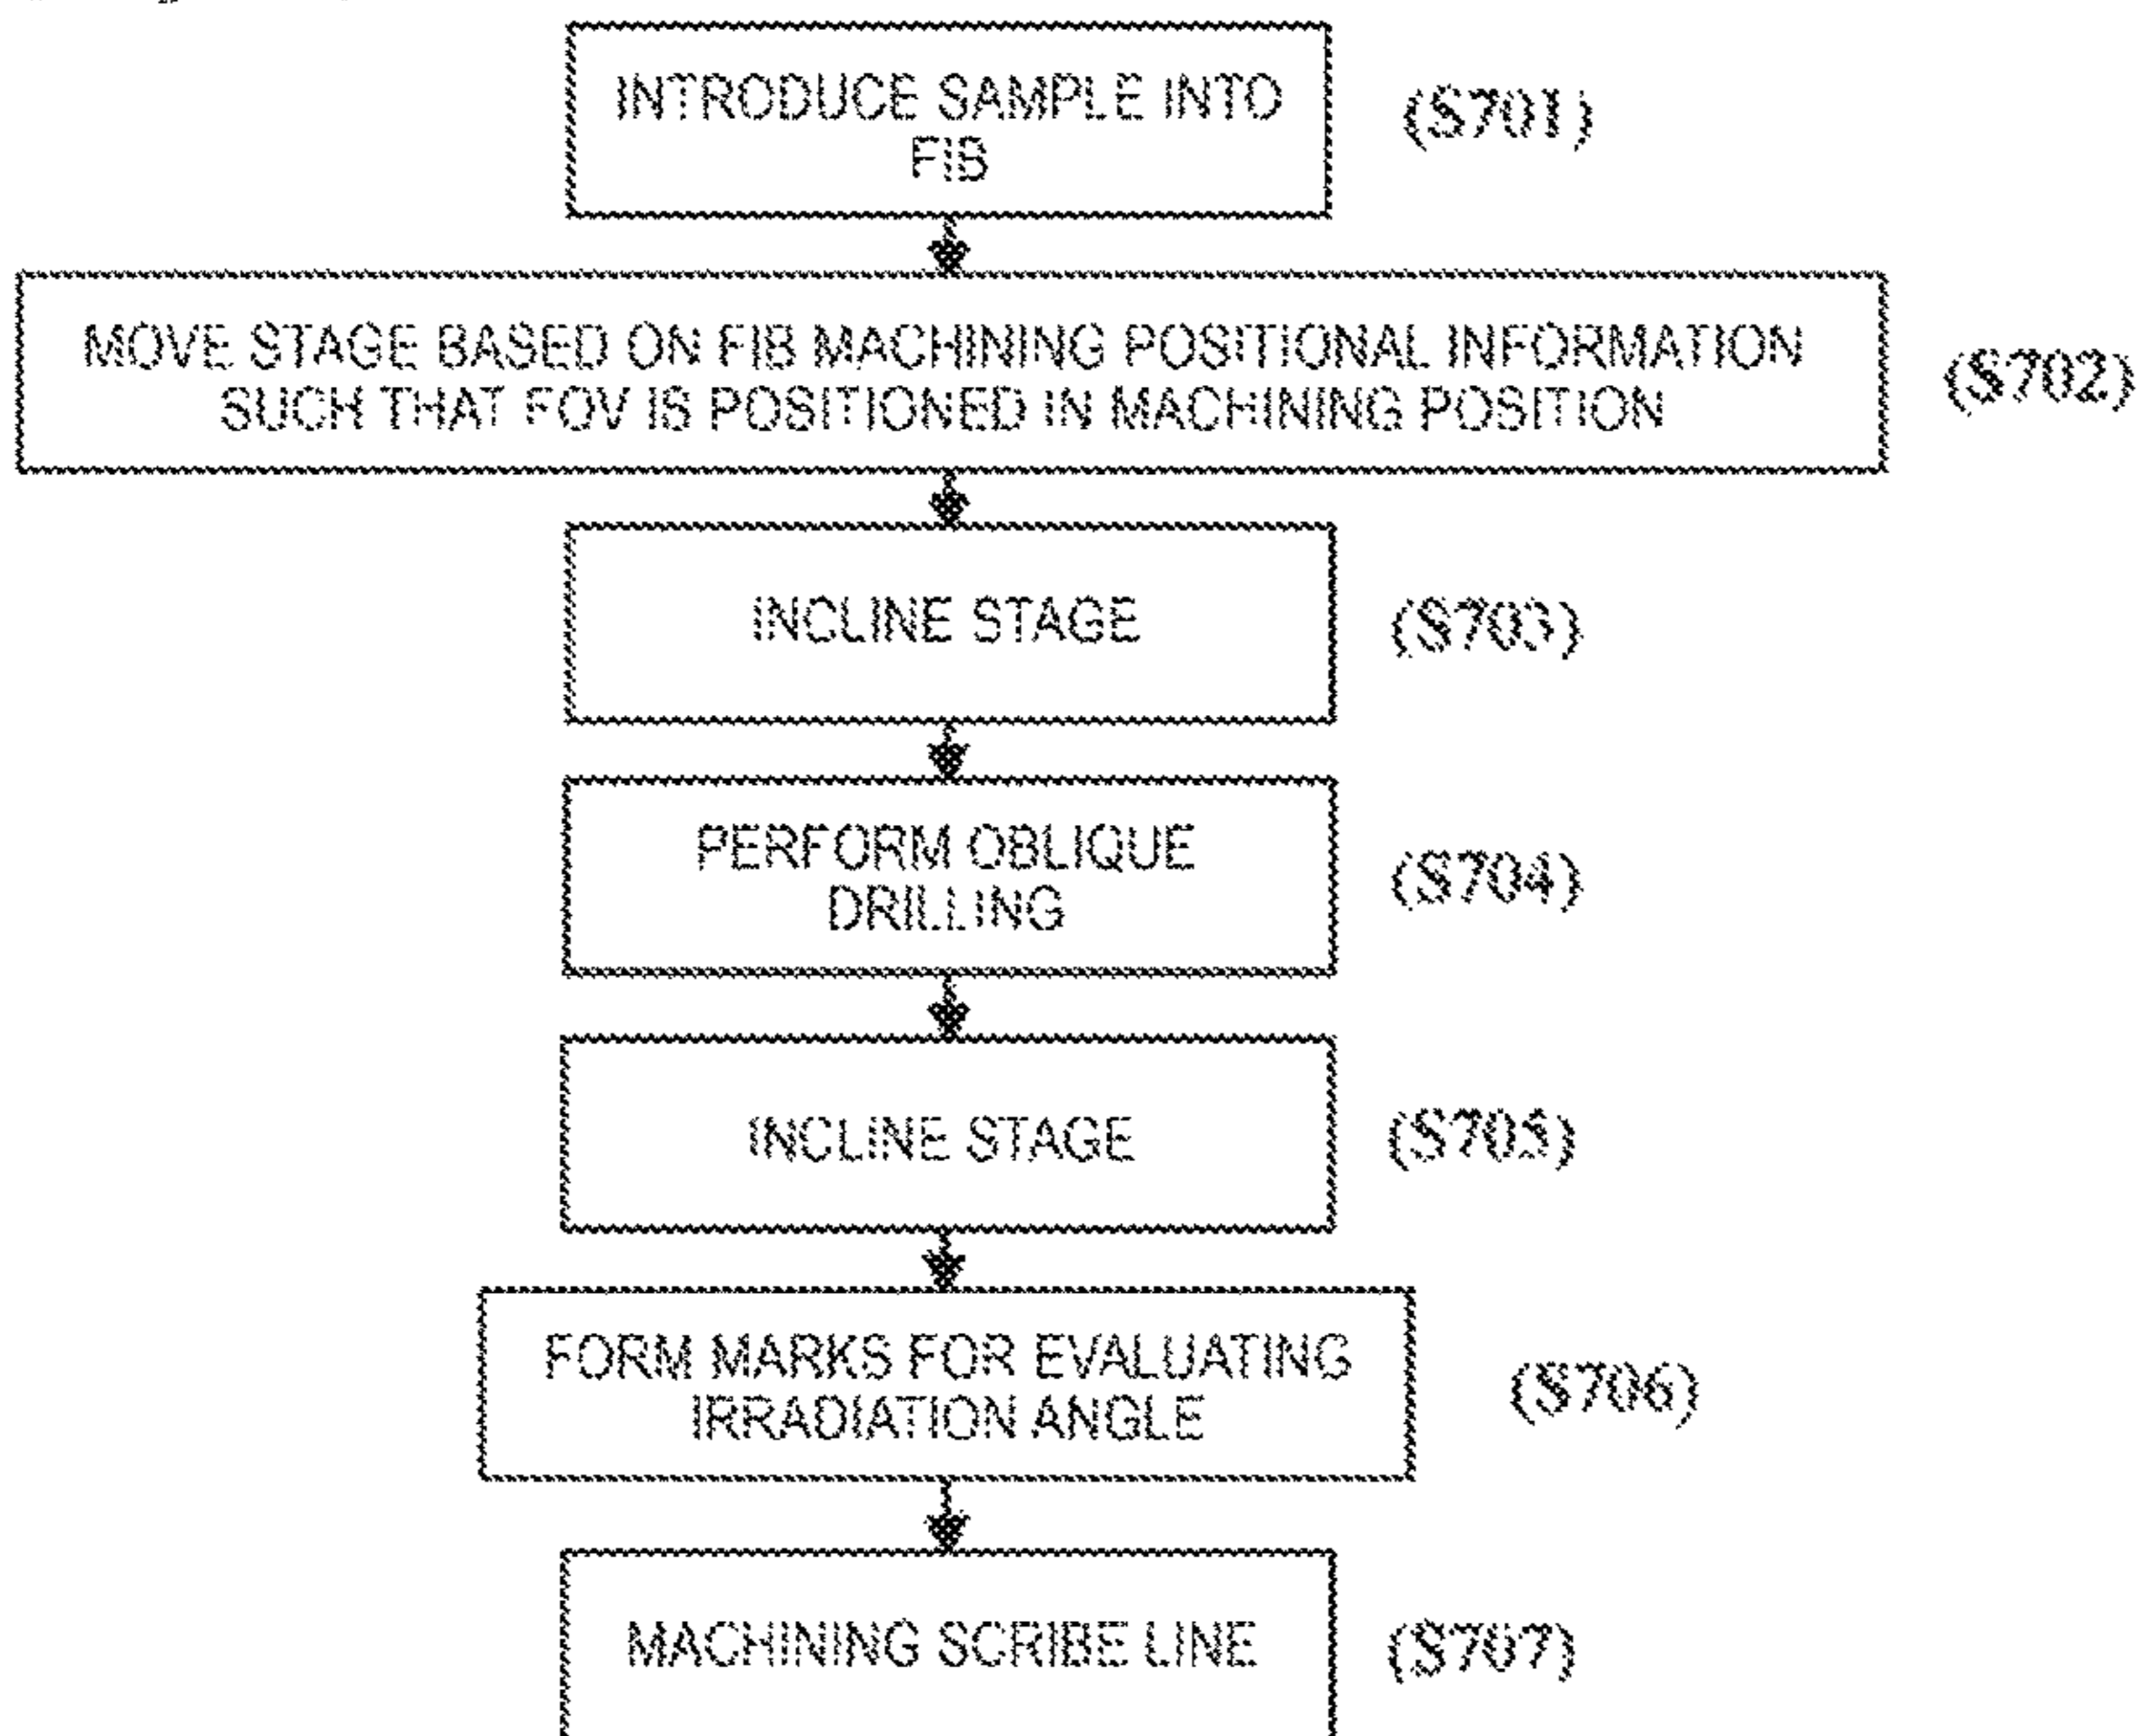 INTRODUCE SAMPLE INTO
FIB
(S701)
MOVE STAGE BASED ON FIB MACHINING POSITIONAL INFORMATION
SUCH THAT FOV IS POSITIONED IN MACHINING POSITION
(S702)
INCLINE STAGE
(S703)
PERFORM OBLIQUE
DRILLING
(S704)
INCLINE STAGE
(S705)
FORM MARKS FOR EVALUATING
IRRADIATION ANGLE
(S706)
MACHINING SCRIBE LINE
(S707)